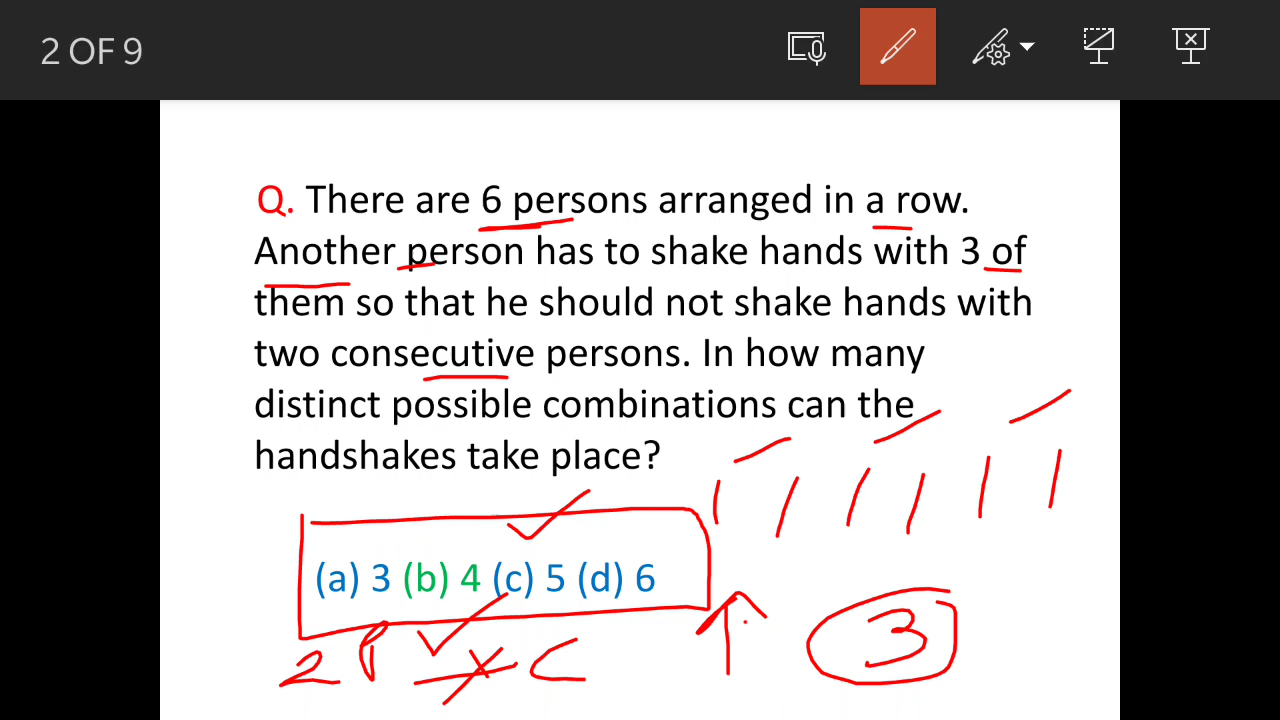 2 OF 9
Q. There are 6 persons arranged in a row.
Another person has to shake hands with 3 of
them so that he should not shake hands with
two consecutive persons. In how many
distinct possible combinations can the
handshakes take place?
(a) 3 (b) 4 (c) 5 (d) 6
3
2 P C